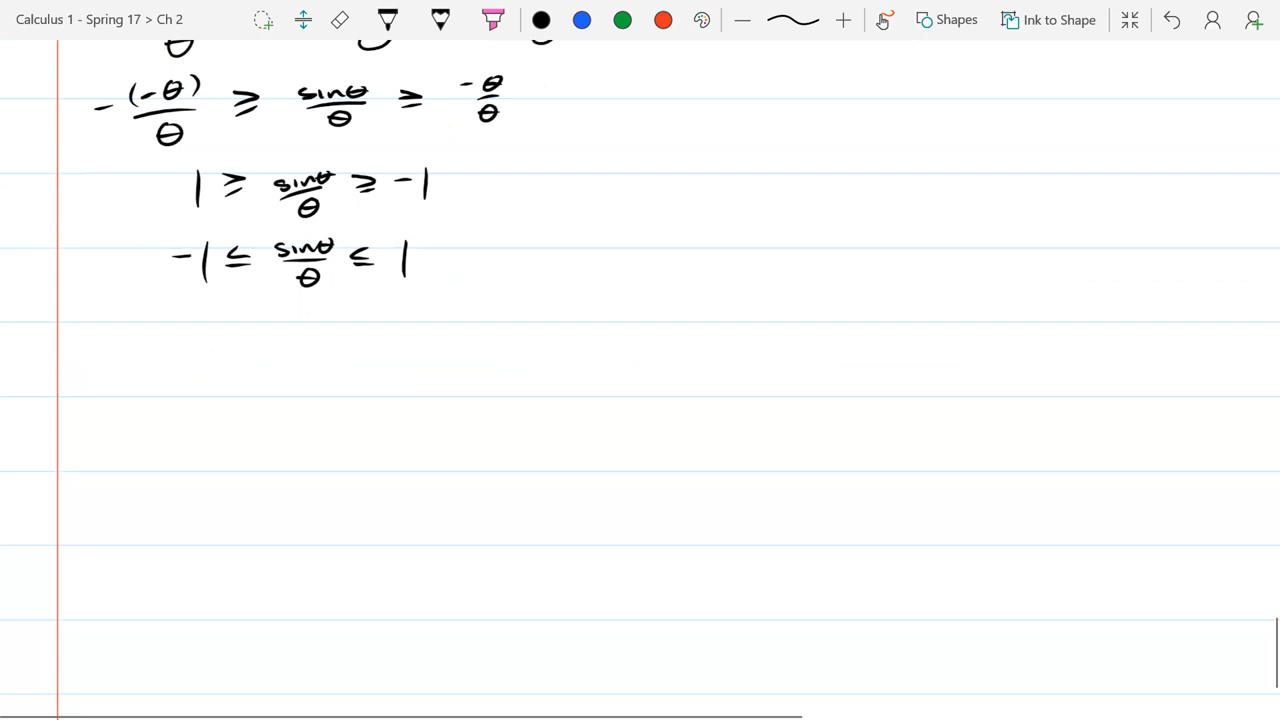 Calculus 1 - Spring 17 > Ch 2 Shapes Ink to Shape
-(-θ)/θ ≥ sinθ/θ ≥ -θ/θ
1 ≥ sinθ/θ ≥ -1
-1 ≤ sinθ/θ ≤ 1